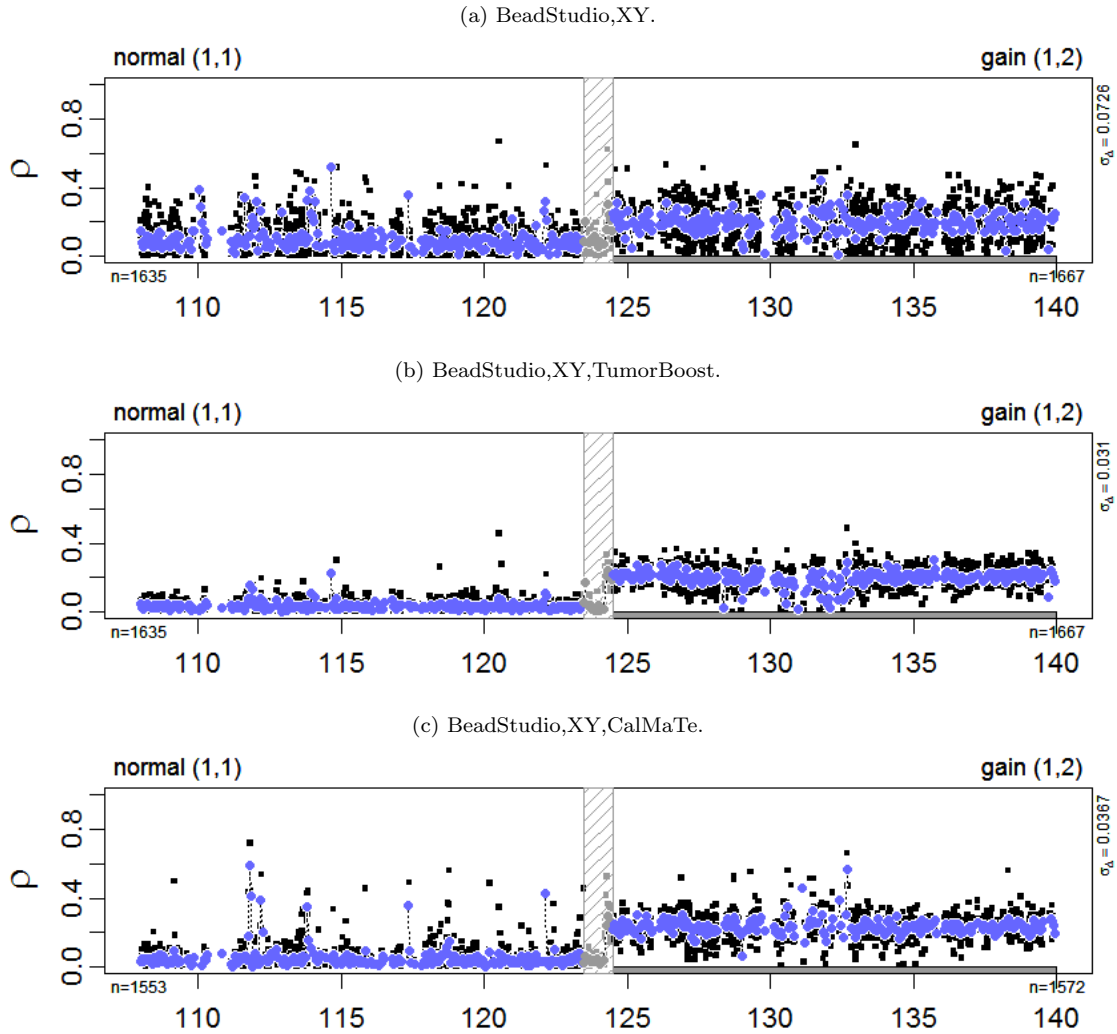 (a) BeadStudio,XY.
normal (1,1) gain (1,2)
ρ
0.0 0.4 0.8
σΔ = 0.0726
n=1635 n=1667
110 115 120 125 130 135 140
(b) BeadStudio,XY,TumorBoost.
normal (1,1) gain (1,2)
ρ
0.0 0.4 0.8
σΔ = 0.031
n=1635 n=1667
110 115 120 125 130 135 140
(c) BeadStudio,XY,CalMaTe.
normal (1,1) gain (1,2)
ρ
0.0 0.4 0.8
σΔ = 0.0367
n=1553 n=1572
110 115 120 125 130 135 140